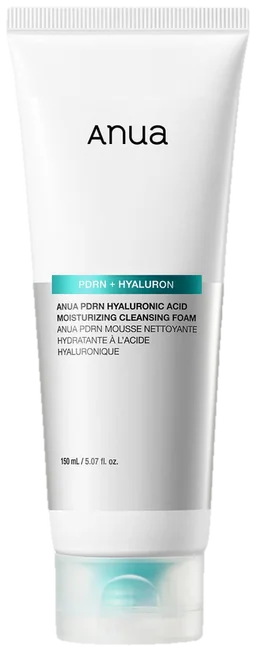 Anua
PDRN + HYALURON
ANUA PDRN HYALURONIC ACID
MOISTURIZING CLEANSING FOAM
ANUA PDRN MOUSSE NETTOYANTE
HYDRATANTE À L'ACIDE
HYALURONIQUE
150 mL / 5.07 fl. oz.